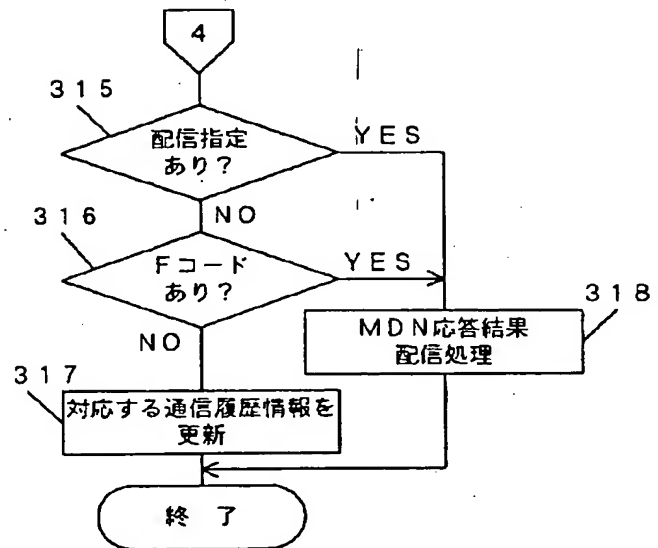 4
315
配信指定
あり？
YES
NO
316
Fコード
あり？
YES
NO
318
MDN応答結果
配信処理
317
対応する通信履歴情報を
更新
終了